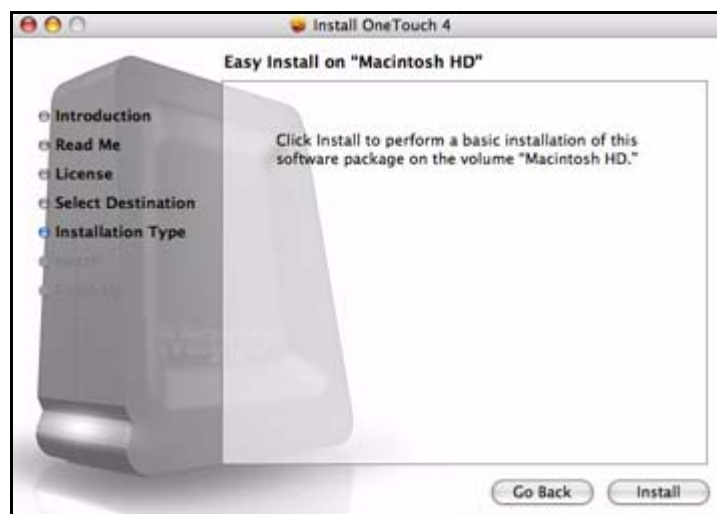 Install OneTouch 4
Easy Install on "Macintosh HD"
Introduction
Read Me
License
Select Destination
Installation Type
Click Install to perform a basic installation of this
software package on the volume "Macintosh HD."
Go Back
Install